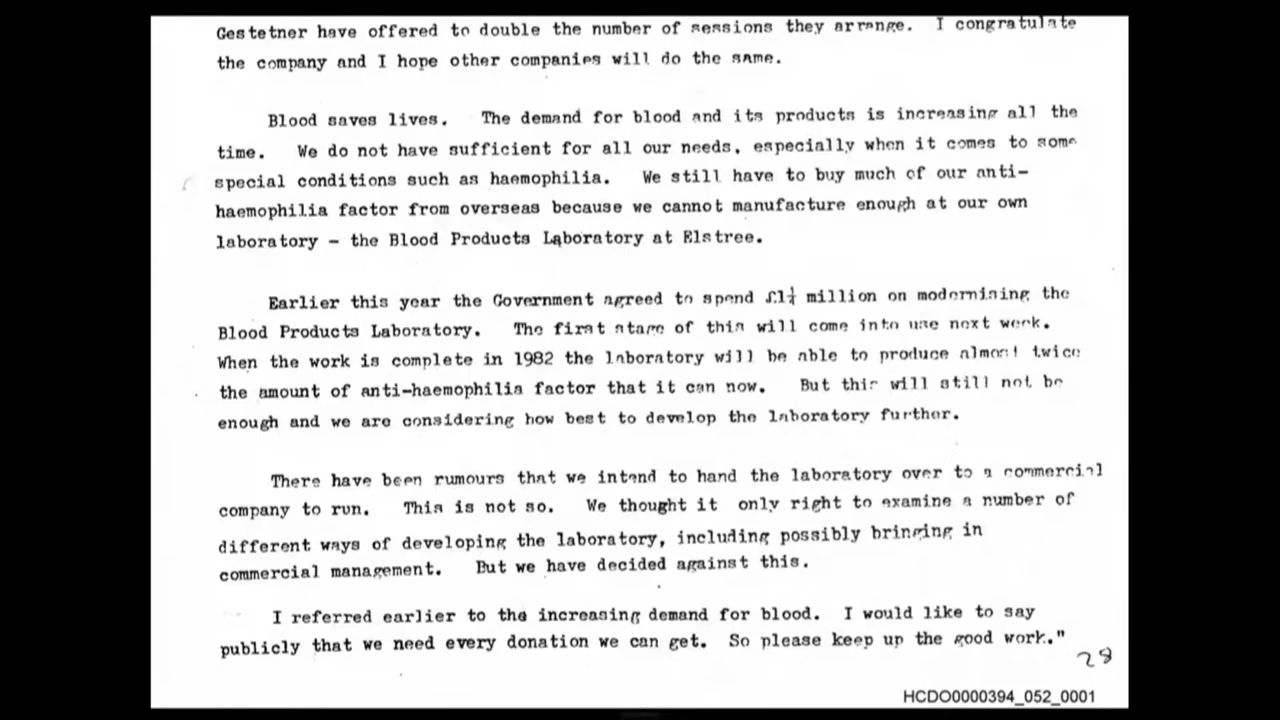 Gestetner have offered to double the number of sessions they arrange. I congratulate
the company and I hope other companies will do the same.
Blood saves lives. The demand for blood and its products is increasing all the
time. We do not have sufficient for all our needs, especially when it comes to some
special conditions such as haemophilia. We still have to buy much of our anti-
haemophilia factor from overseas because we cannot manufacture enough at our own
laboratory - the Blood Products Laboratory at Elstree.
Earlier this year the Government agreed to spend £1¼ million on modernising the
Blood Products Laboratory. The first stage of this will come into use next week.
When the work is complete in 1982 the laboratory will be able to produce almost twice
the amount of anti-haemophilia factor that it can now. But this will still not be
enough and we are considering how best to develop the laboratory further.
There have been rumours that we intend to hand the laboratory over to a commercial
company to run. This is not so. We thought it only right to examine a number of
different ways of developing the laboratory, including possibly bringing in
commercial management. But we have decided against this.
I referred earlier to the increasing demand for blood. I would like to say
publicly that we need every donation we can get. So please keep up the good work."
28
HCDO0000394_052_0001